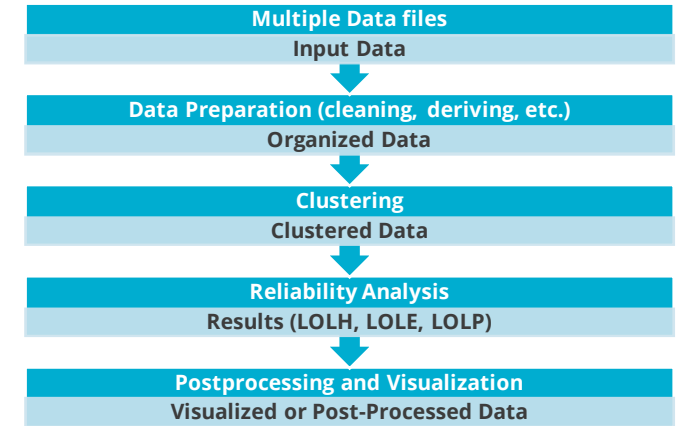 Multiple Data files
Input Data
Data Preparation (cleaning, deriving, etc.)
Organized Data
Clustering
Clustered Data
Reliability Analysis
Results (LOLH, LOLE, LOLP)
Postprocessing and Visualization
Visualized or Post-Processed Data